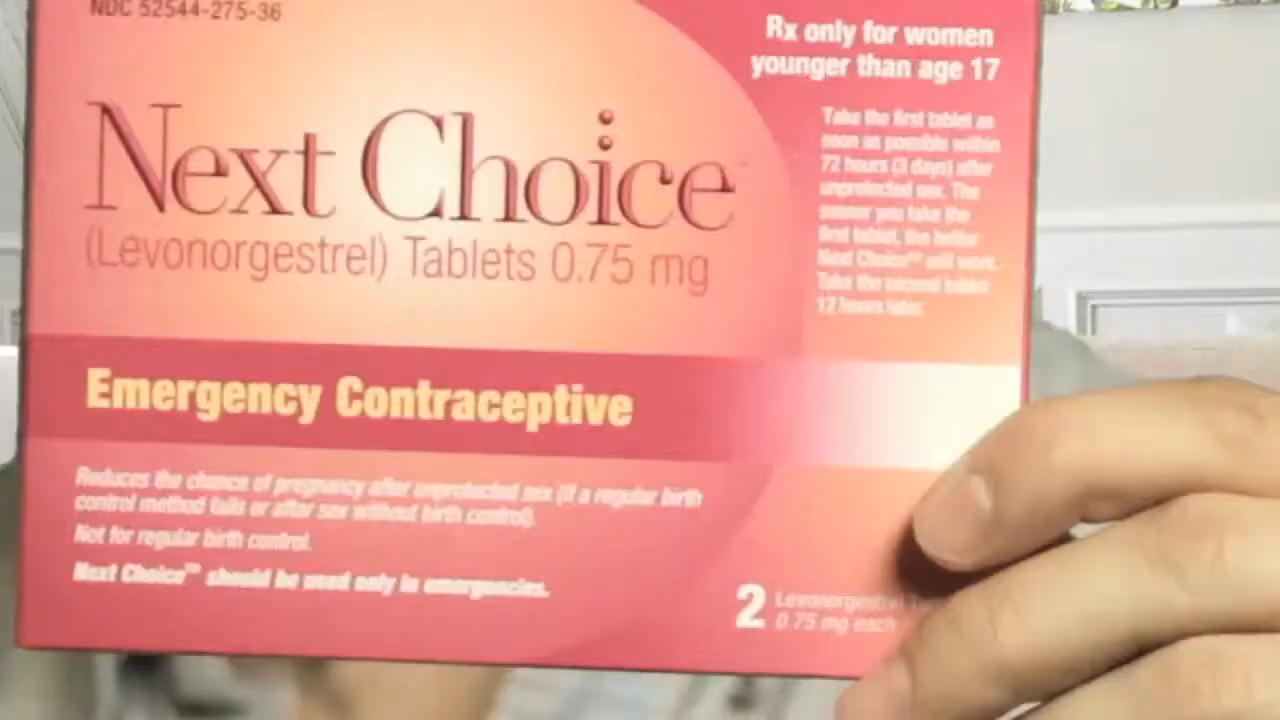 NDC 52544-275-36
Rx only for women
younger than age 17
Next Choice
(Levonorgestrel) Tablets 0.75 mg
Take the first tablet as
soon as possible within
72 hours (3 days) after
unprotected sex. The
sooner you take the
first tablet, the better
Next Choice™ will work.
Take the second tablet
12 hours later.
Emergency Contraceptive
Reduces the chance of pregnancy after unprotected sex (if a regular birth
control method fails or after sex without birth control).
Not for regular birth control.
Next Choice™ should be used only in emergencies.
2 Levonorgestrel
0.75 mg each